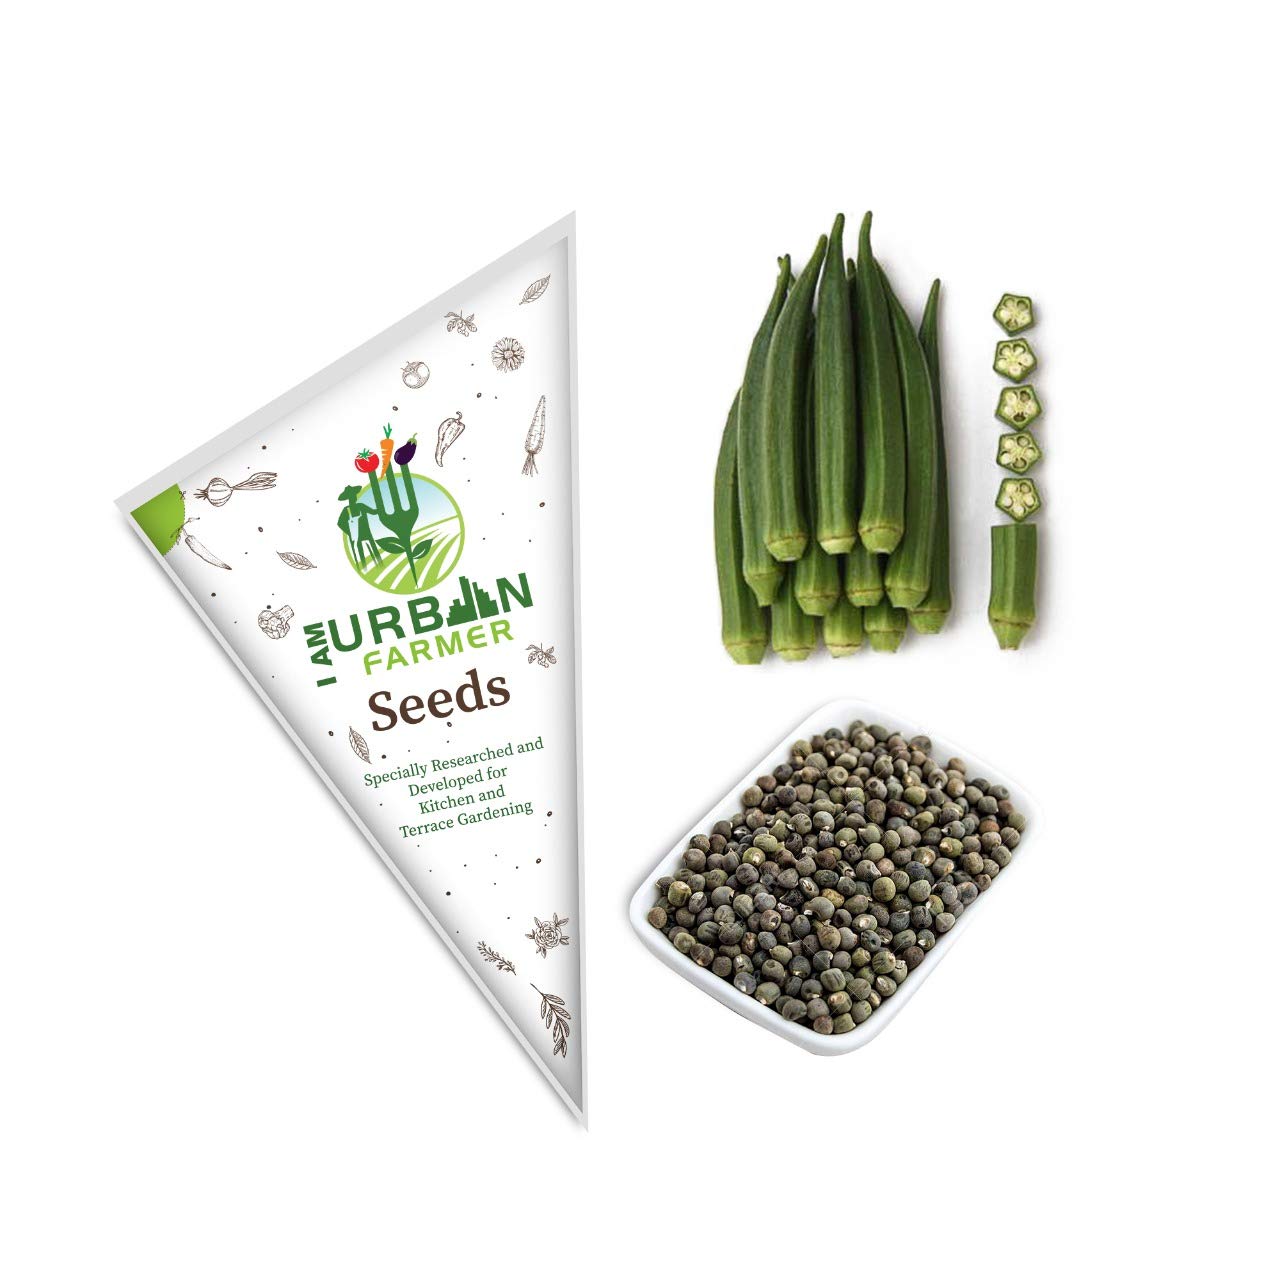 I AM
URBAN
FARMER
Seeds
Specially Researched and
Developed for
Kitchen and
Terrace Gardening